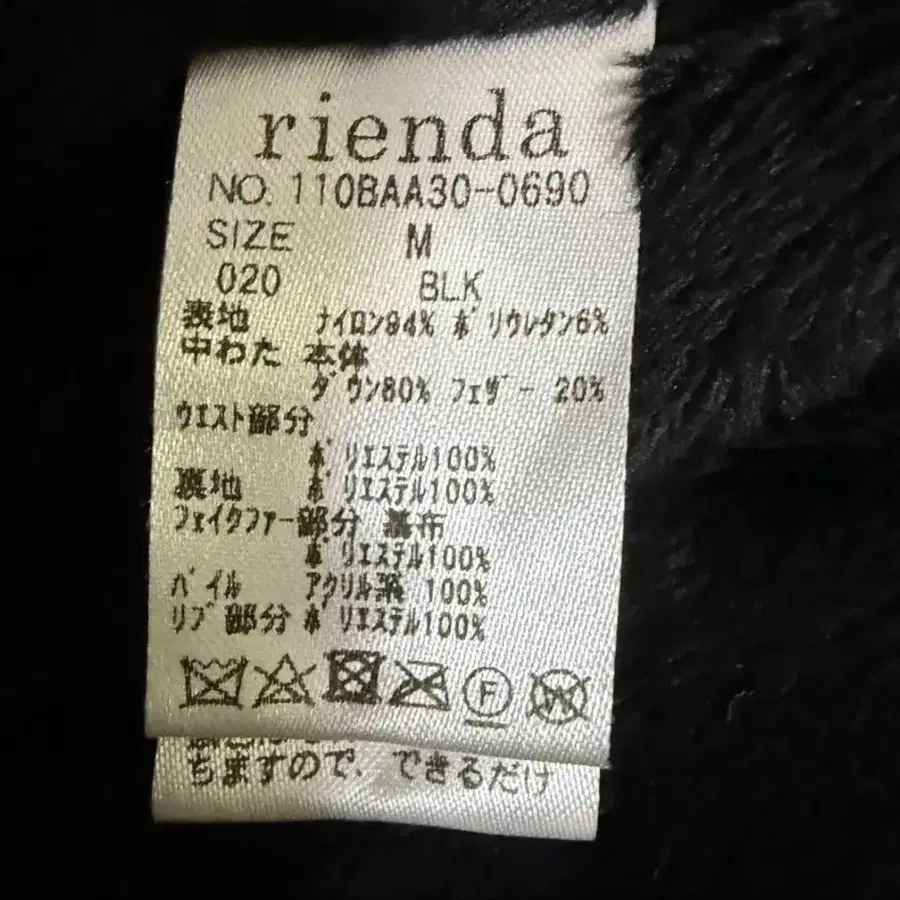 rienda
NO. 110BAA30-0690
SIZE M
020 BLK
表地 ナイロン94% ポリウレタン6%
中わた 本体
ダウン80% フェザー 20%
ウエスト部分
ポリエステル100%
裏地 ポリエステル100%
フェイクファー部分 基布
ポリエステル100%
パイル アクリル系 100%
リブ部分 ポリエステル100%
F
W
ちますので、できるだけ